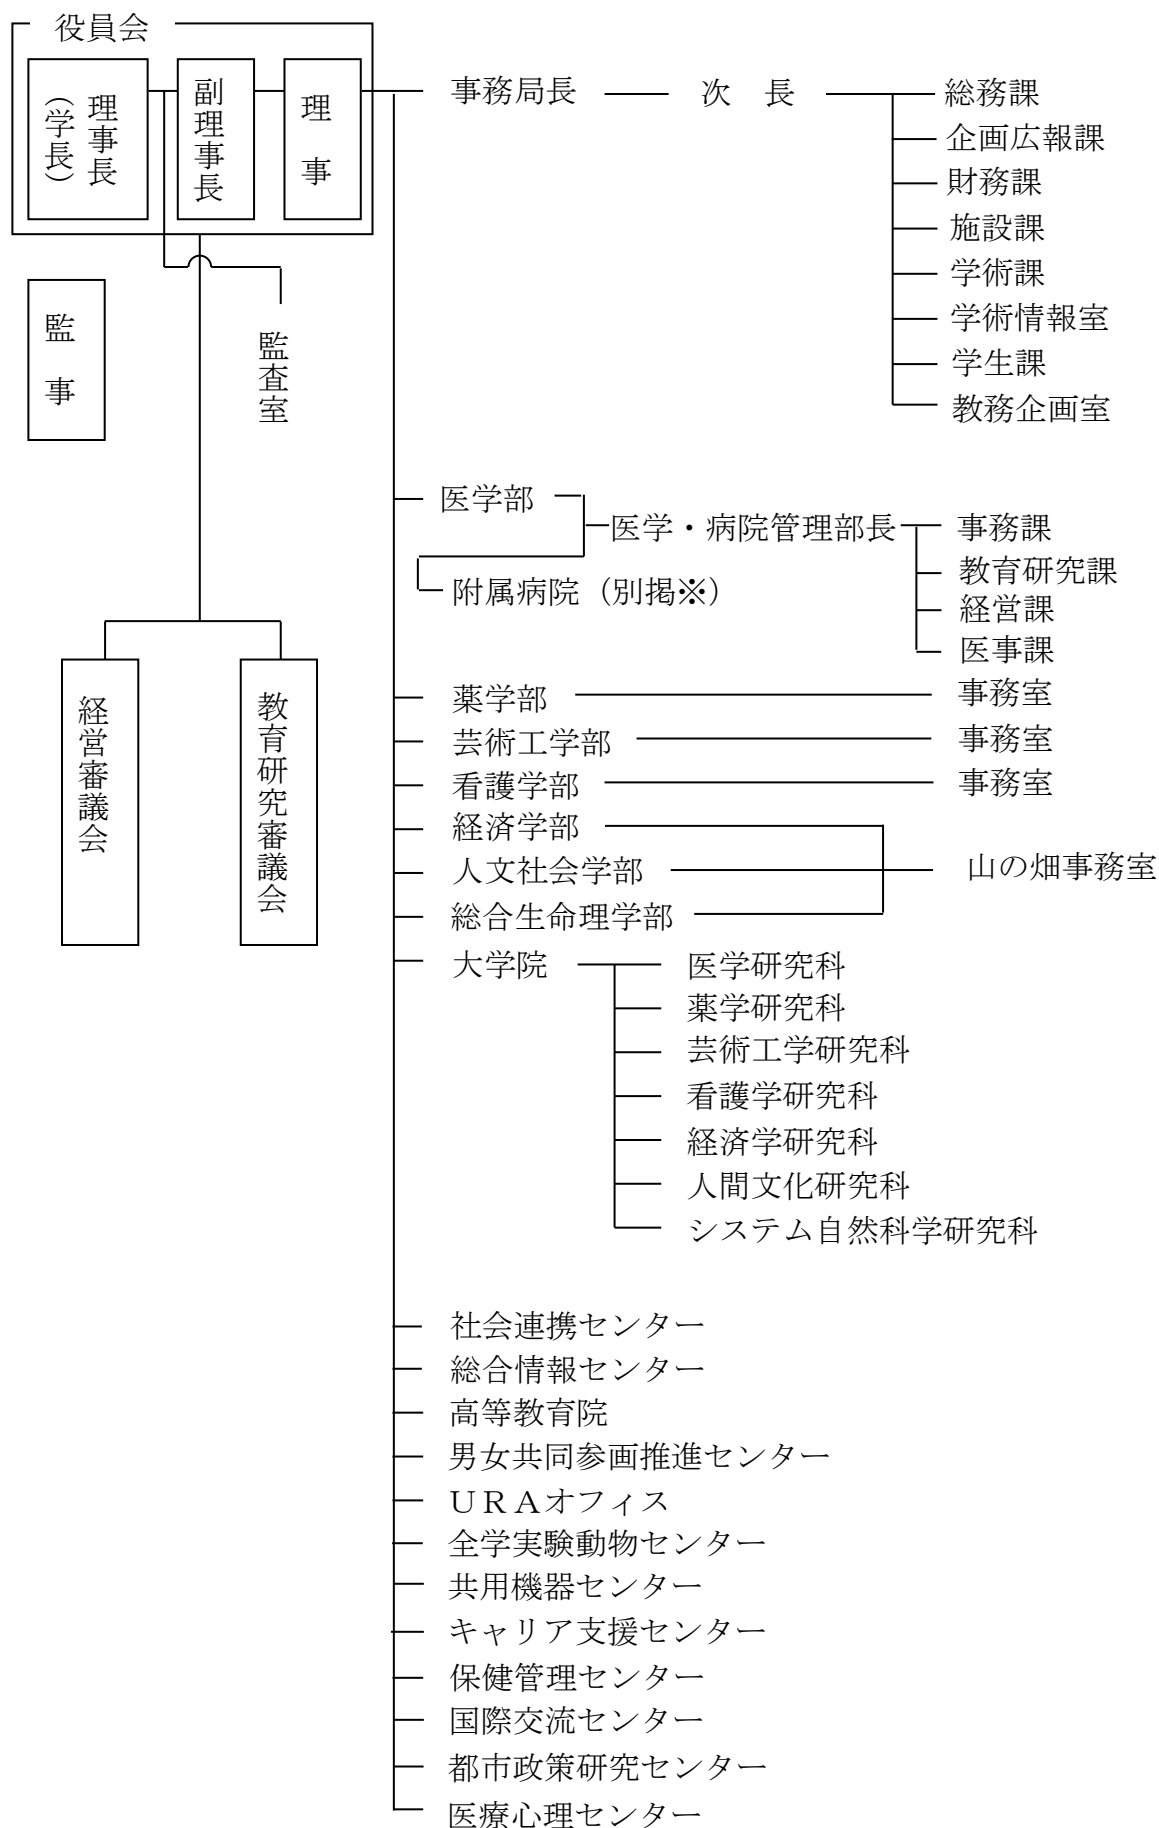 役員会
理事長
（学長）
副理事長
理　事
事務局長
次　長
総務課
企画広報課
財務課
施設課
学術課
学術情報室
学生課
教務企画室
監　事
監査室
医学部
医学・病院管理部長
事務課
教育研究課
経営課
医事課
附属病院（別掲※）
経営審議会
教育研究審議会
薬学部
事務室
芸術工学部
事務室
看護学部
事務室
経済学部
人文社会学部
山の畑事務室
総合生命理学部
大学院
医学研究科
薬学研究科
芸術工学研究科
看護学研究科
経済学研究科
人間文化研究科
システム自然科学研究科
社会連携センター
総合情報センター
高等教育院
男女共同参画推進センター
ＵＲＡオフィス
全学実験動物センター
共用機器センター
キャリア支援センター
保健管理センター
国際交流センター
都市政策研究センター
医療心理センター